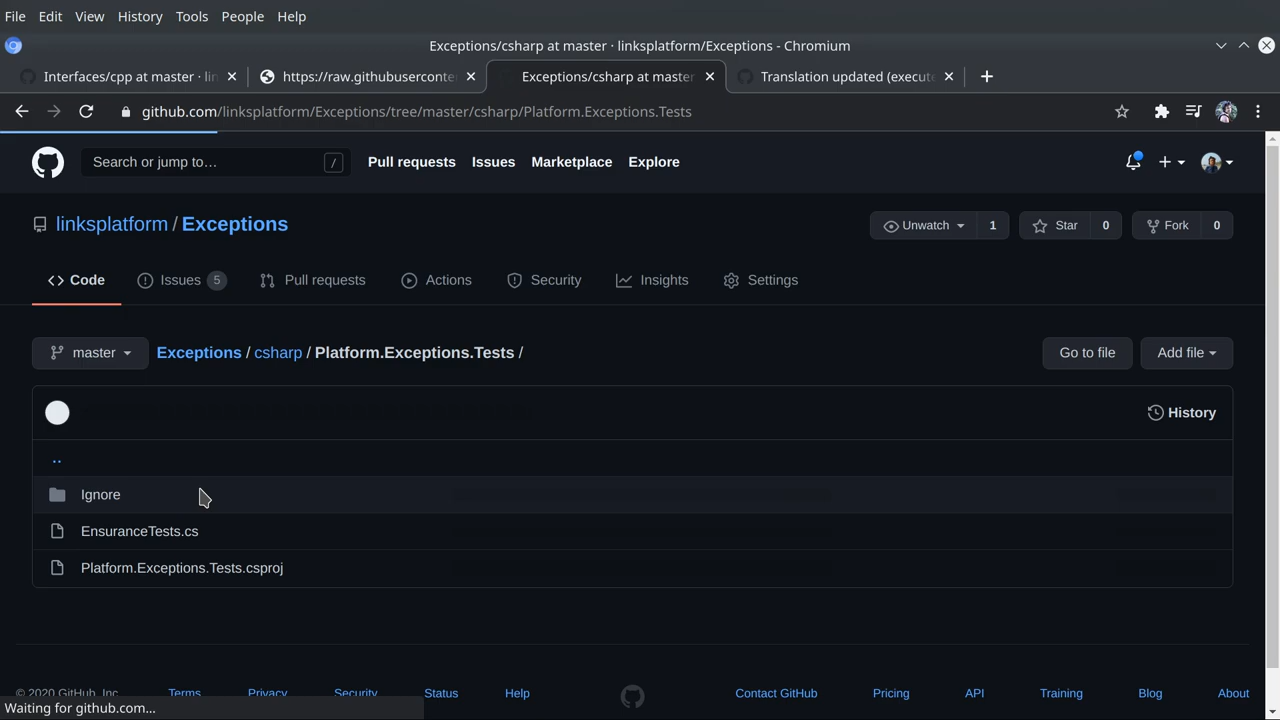 File Edit View History Tools People Help
Exceptions/csharp at master · linksplatform/Exceptions - Chromium
Interfaces/cpp at master · lin
https://raw.githubuserconte
Exceptions/csharp at master
Translation updated (execute
github.com/linksplatform/Exceptions/tree/master/csharp/Platform.Exceptions.Tests
Search or jump to… /
Pull requests Issues Marketplace Explore
linksplatform / Exceptions
Unwatch 1 Star 0 Fork 0
Code Issues 5 Pull requests Actions Security Insights Settings
master Exceptions / csharp / Platform.Exceptions.Tests /
Go to file Add file
History
..
Ignore
EnsuranceTests.cs
Platform.Exceptions.Tests.csproj
© 2020 GitHub, Inc. Terms Privacy Security Status Help Contact GitHub Pricing API Training Blog About
Waiting for github.com...